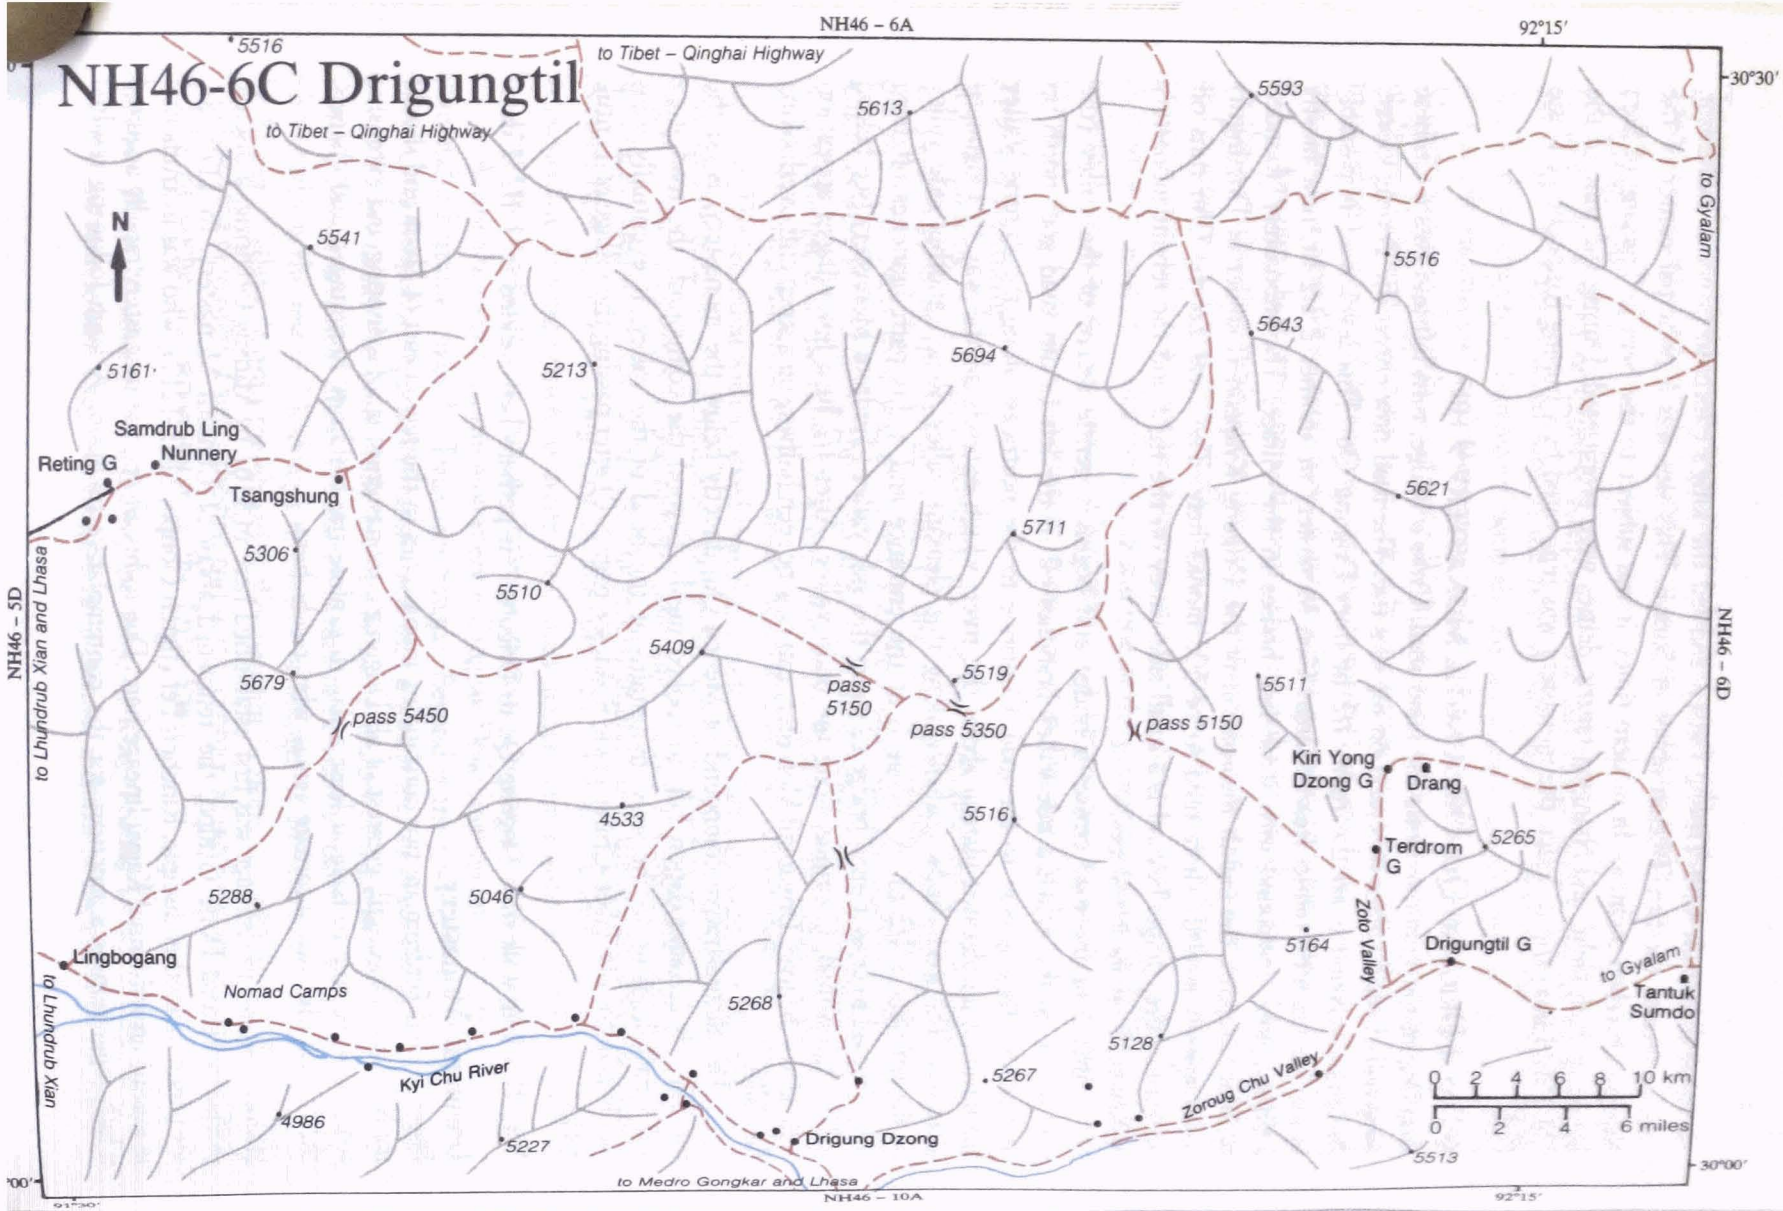 NH46 – 6A
92°15′
5516
to Tibet – Qinghai Highway
30°30′
NH46-6C Drigungtil
5593
5613
to Tibet – Qinghai Highway
to Gyalam
N
5541
5516
5643
5694
5161
5213
Samdrub Ling
Nunnery
Reting G
Tsangshung
5621
5711
5306
5510
NH46 – 5D
to Lhundrub Xian and Lhasa
NH46 – 6D
5409
5519
5679
5511
pass
5150
pass 5450
pass 5350
pass 5150
Kiri Yong
Dzong G
Drang
4533
5516
5265
Terdrom
G
5288
5046
Zoto Valley
5164
Drigungtil G
Lingbogang
to Gyalam
Tantuk
Sumdo
Nomad Camps
5268
to Lhundrub Xian
5128
Kyi Chu River
5267
Zoroug Chu Valley
0 2 4 6 8 10 km
0 2 4 6 miles
4986
5227
Drigung Dzong
5513
30°00′
to Medro Gongkar and Lhasa
00′
NH46 – 10A
92°15′
91°30′